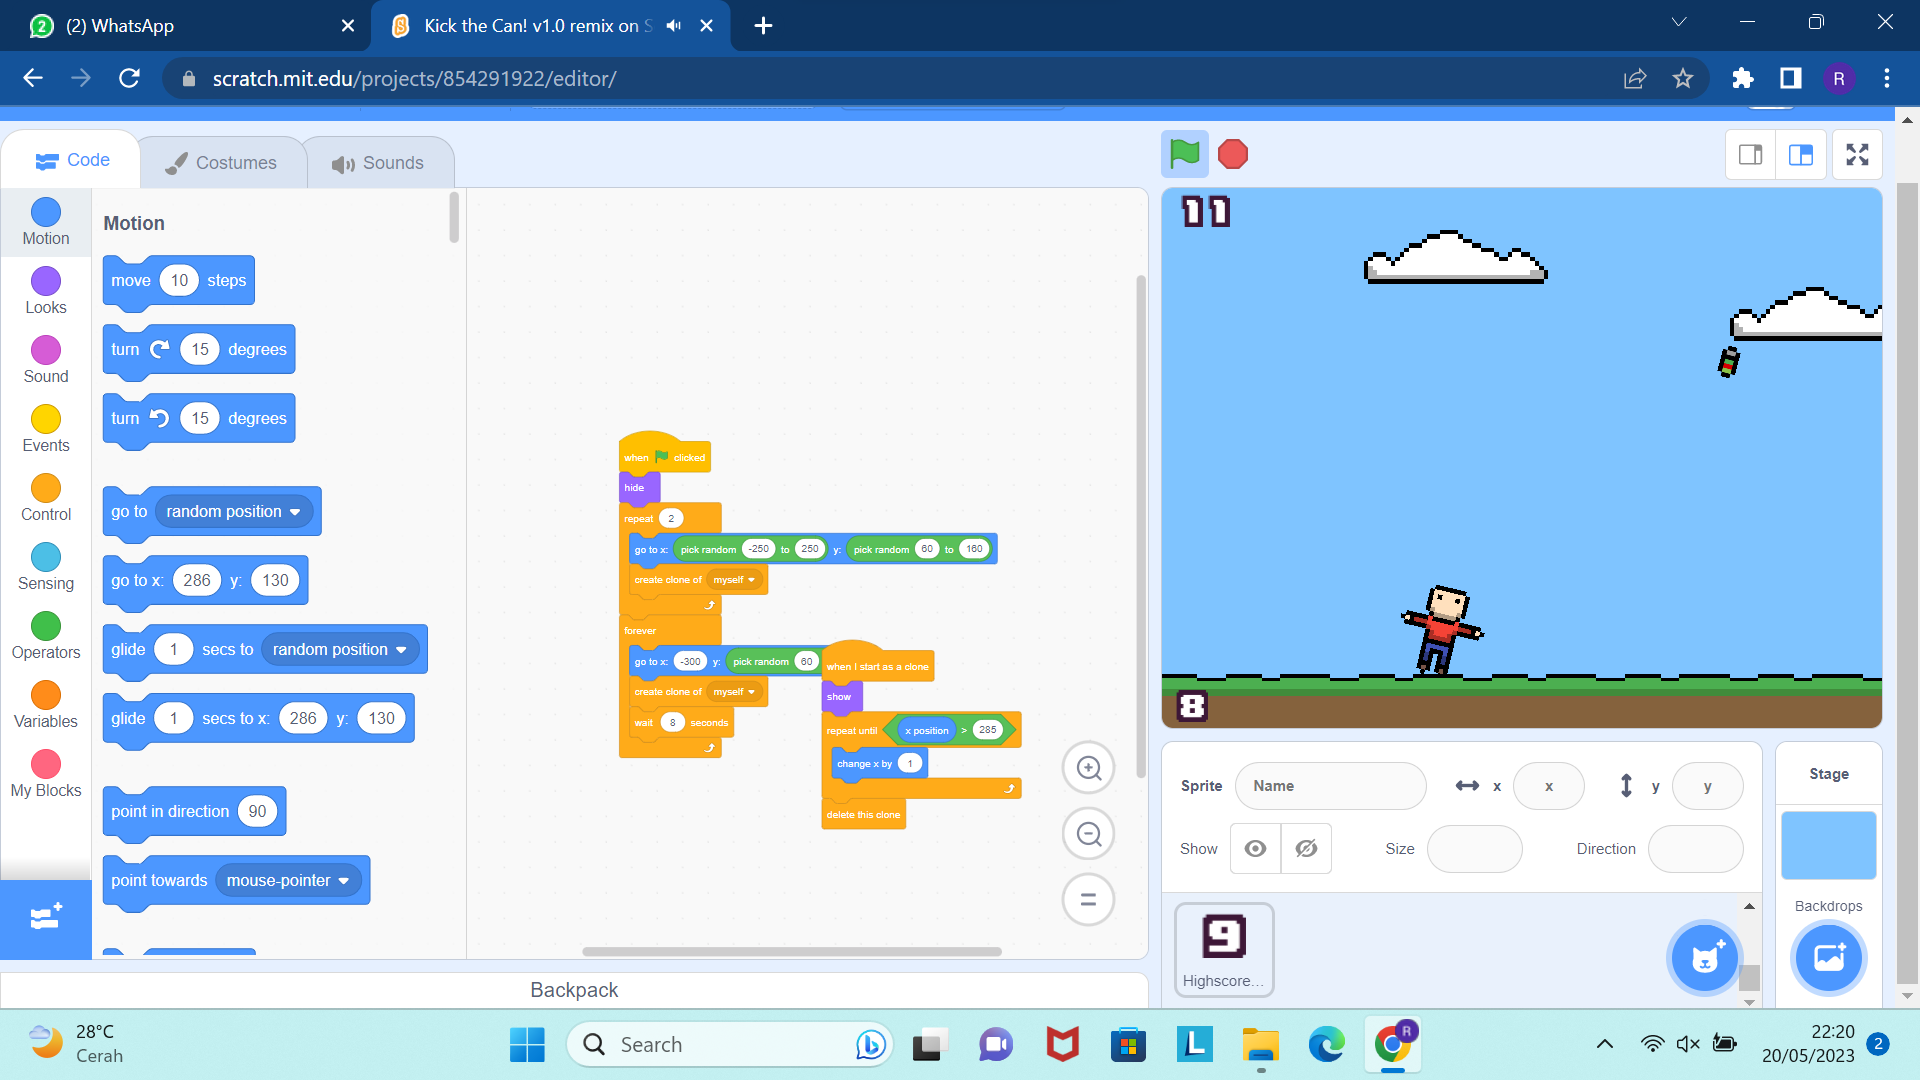 (2) WhatsApp
Kick the Can! v1.0 remix on S
scratch.mit.edu/projects/854291922/editor/
R
Code
Costumes
Sounds
Motion
Looks
Sound
Events
Control
Sensing
Operators
Variables
My Blocks
Motion
move 10 steps
turn 15 degrees
turn 15 degrees
go to random position
go to x: 286 y: 130
glide 1 secs to random position
glide 1 secs to x: 286 y: 130
point in direction 90
point towards mouse-pointer
when clicked
hide
repeat 2
go to x: pick random -250 to 250 y: pick random 60 to 160
create clone of myself
forever
go to x: -300 y: pick random 60
create clone of myself
wait 8 seconds
when I start as a clone
show
repeat until x position > 285
change x by 1
delete this clone
Backpack
11
8
Sprite Name x x y y
Show Size Direction
9
Highscore...
Stage
Backdrops
28°C
Cerah
Search
22:20
20/05/2023
2